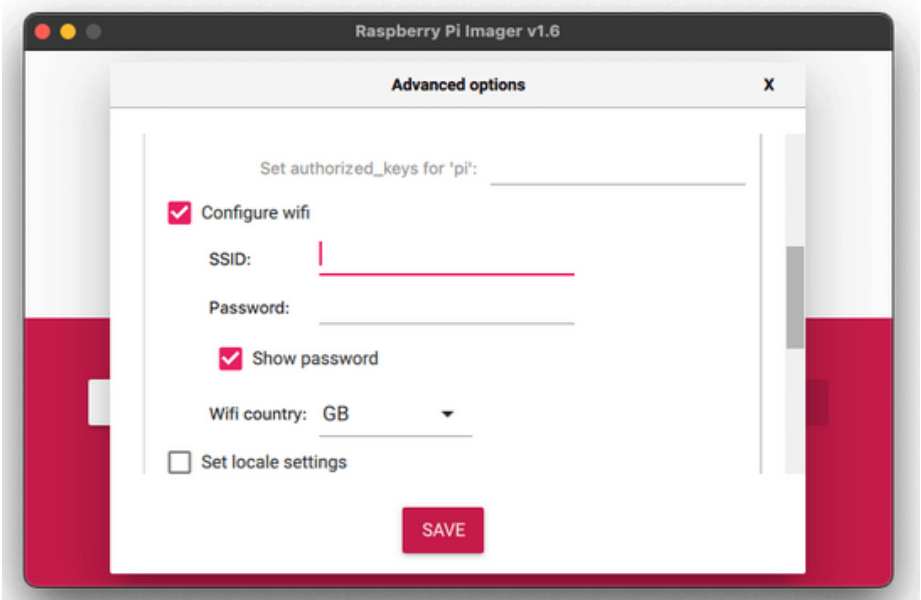 Raspberry Pi Imager v1.6
Advanced options
X
Set authorized_keys for 'pi':
Configure wifi
SSID:
Password:
Show password
Wifi country: GB
Set locale settings
SAVE